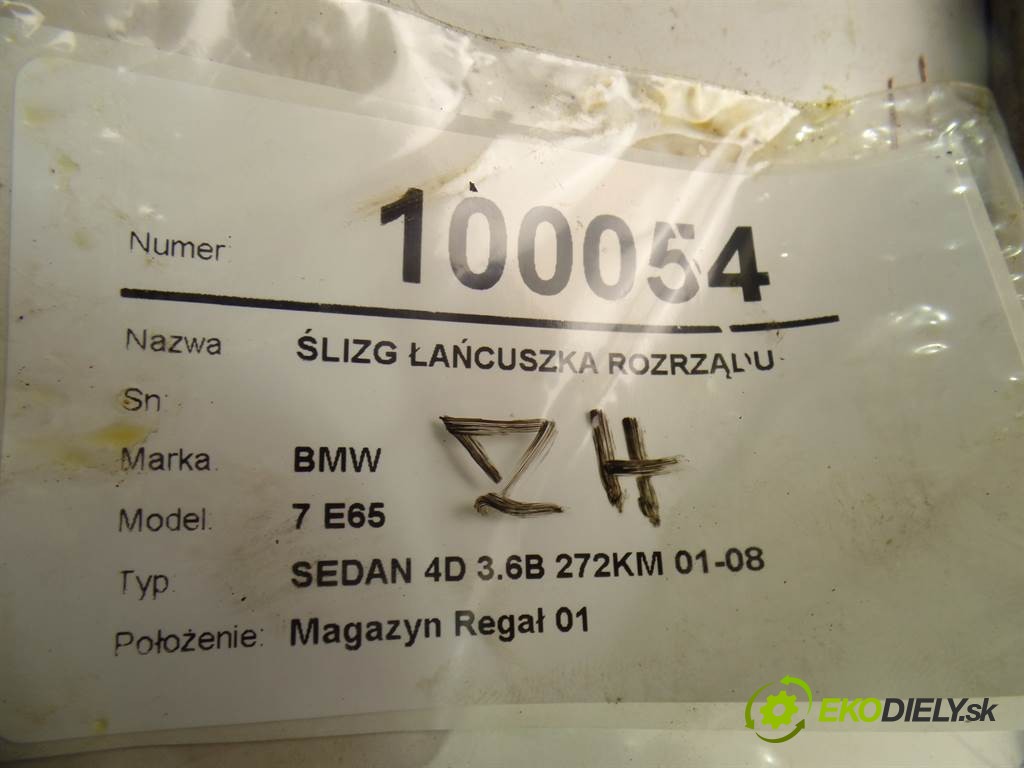 Numer: 100054
Nazwa ŚLIZG ŁAŃCUSZKA ROZRZĄDU
Sn:
Marka. BMW
Model. 7 E65
Typ. SEDAN 4D 3.6B 272KM 01-08
Położenie: Magazyn Regał 01
EKODIELY.sk